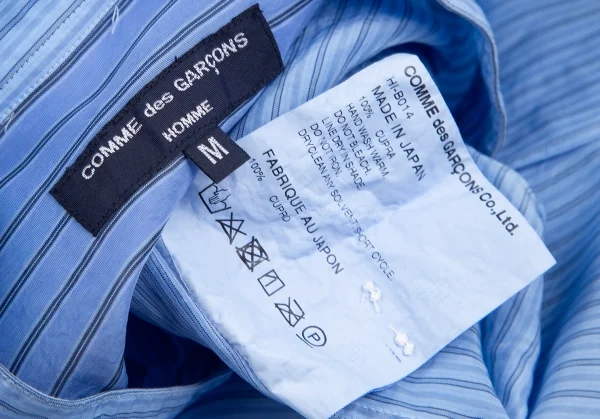 COMME des GARÇONS
HOMME
M
COMME des GARÇONS Co.,Ltd.
HI-B014
MADE IN JAPAN
100% CUPRA
HAND WASH WARM.
DO NOT BLEACH.
LINE DRY IN SHADE
DO NOT IRON.
DRYCLEAN ANY SOLVENT SORT CYCLE.
FABRIQUE AU JAPON
100% CUPRO
P